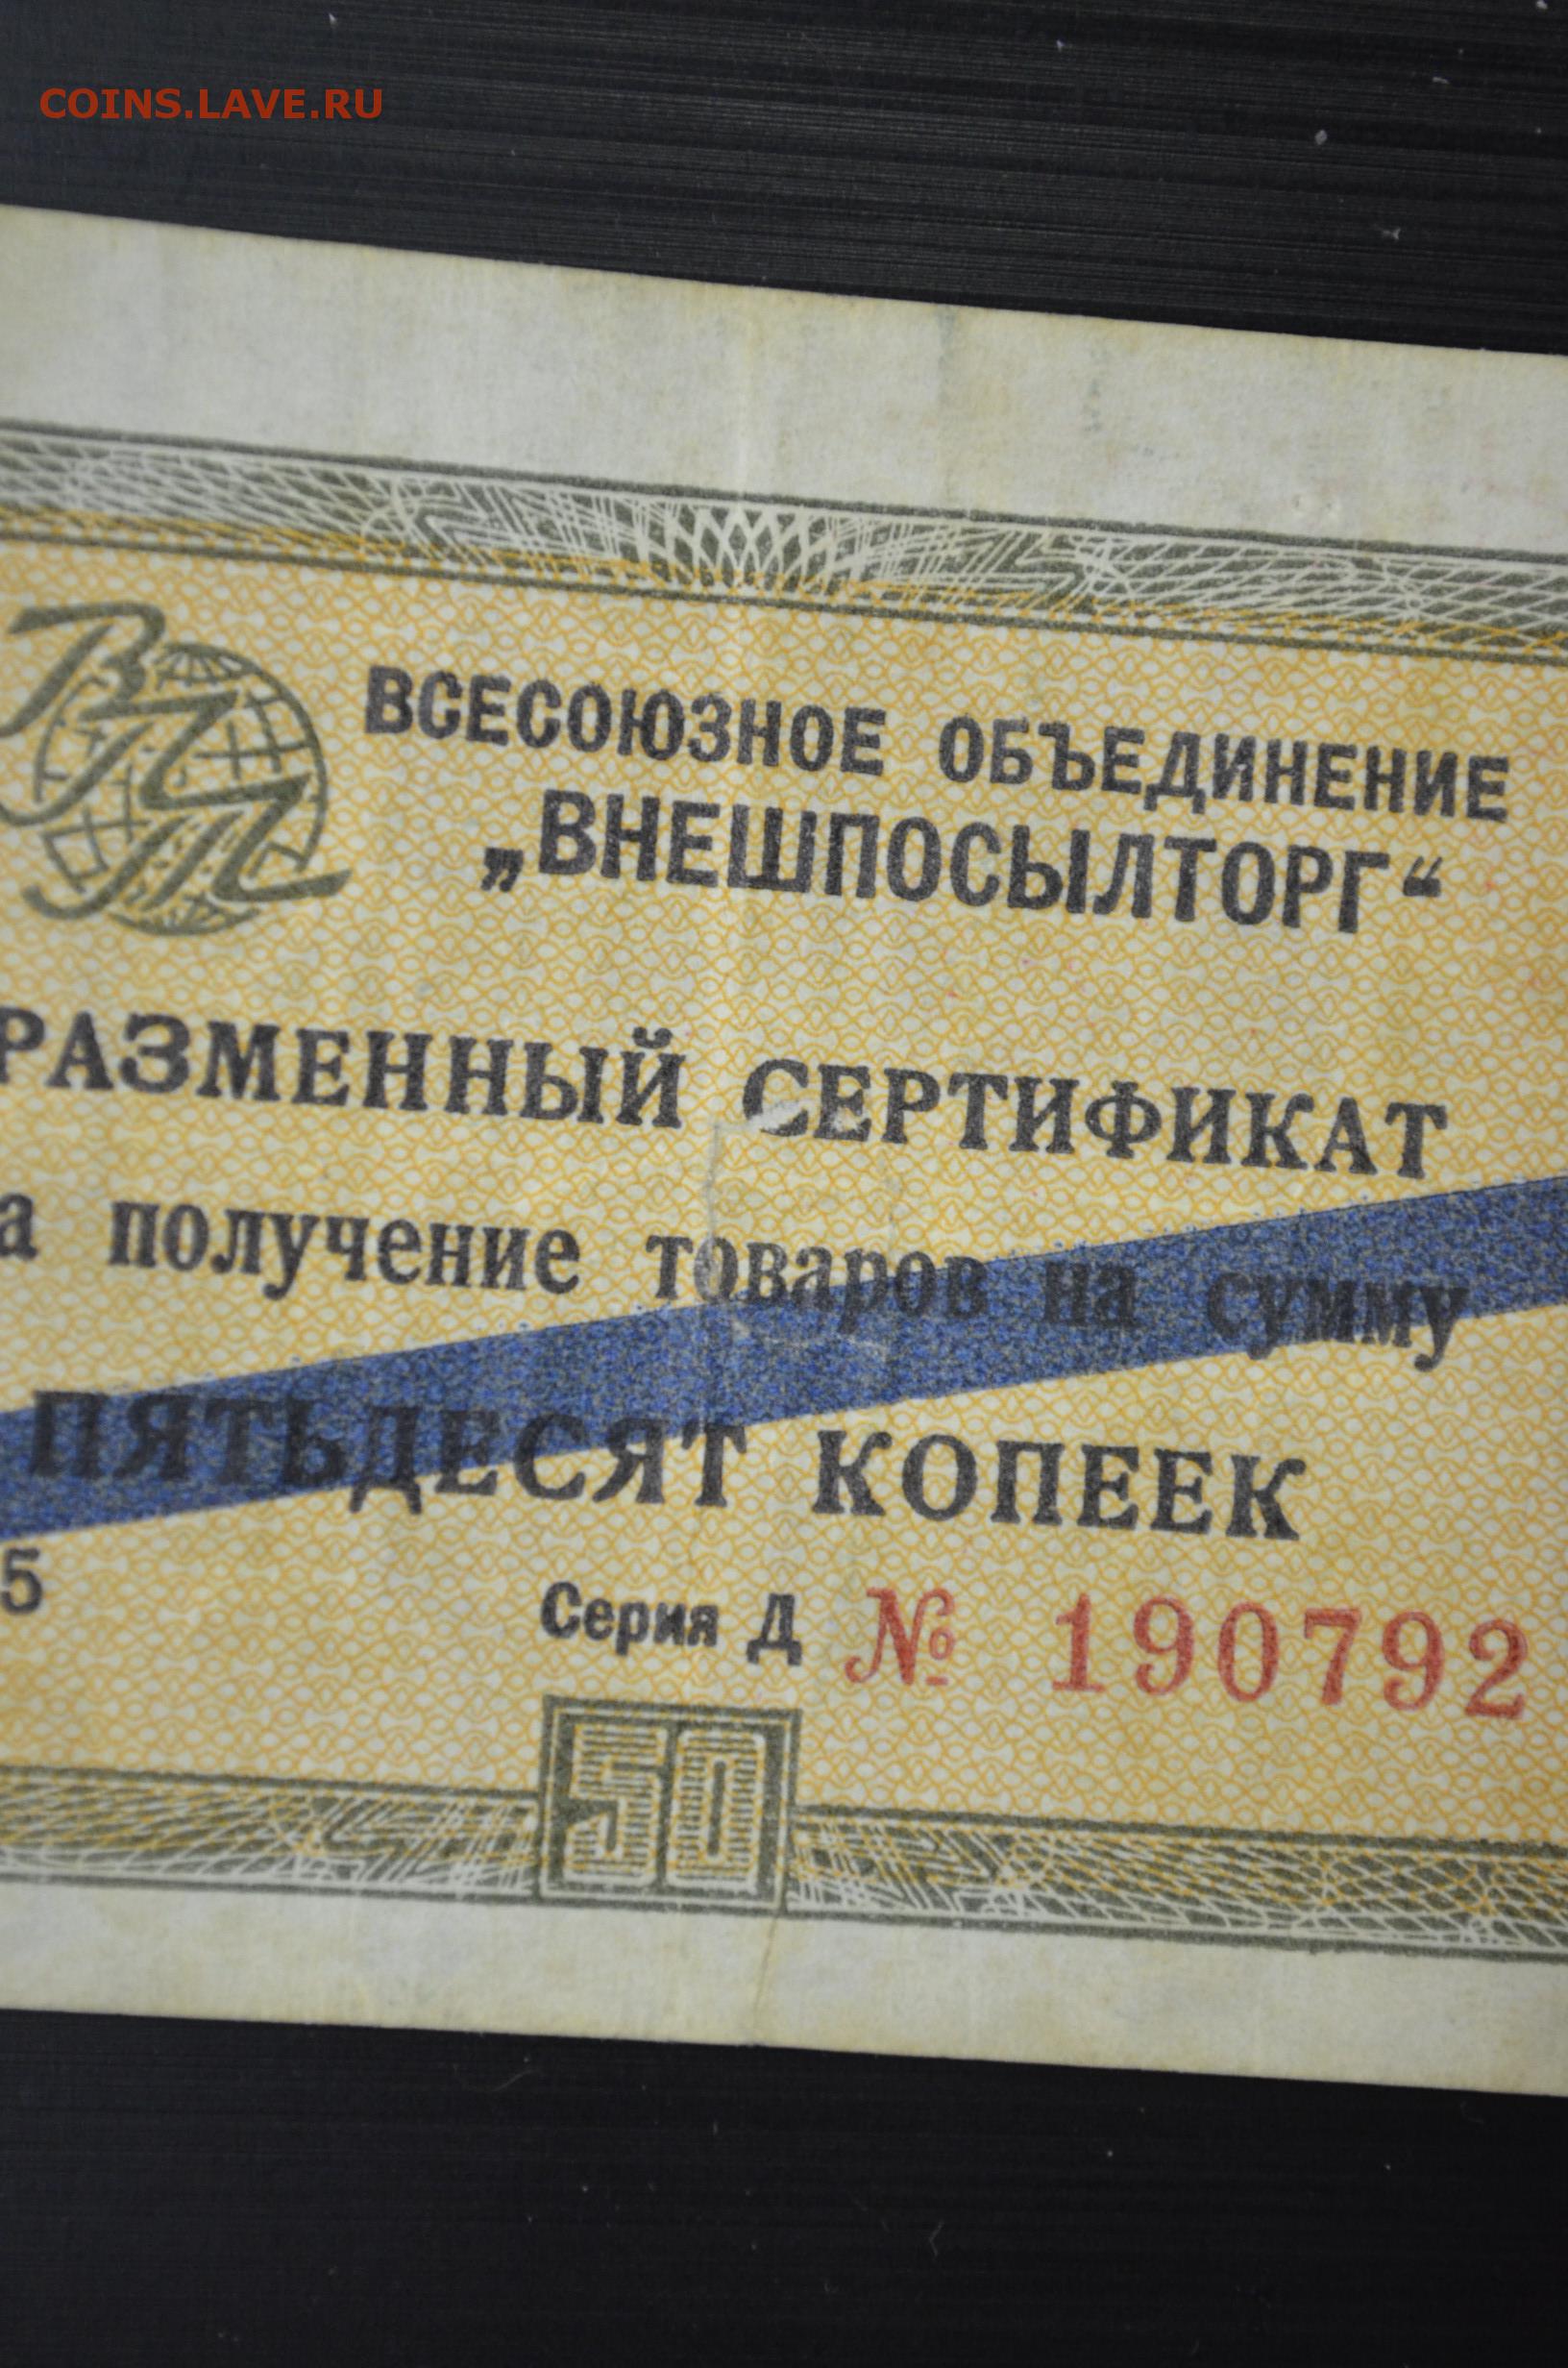 COINS.LAVE.RU
ВПТ
ВСЕСОЮЗНОЕ ОБЪЕДИНЕНИЕ
„ВНЕШПОСЫЛТОРГ“
РАЗМЕННЫЙ СЕРТИФИКАТ
а получение товаров на сумму
ПЯТЬДЕСЯТ КОПЕЕК
5
Серия Д № 190792
50